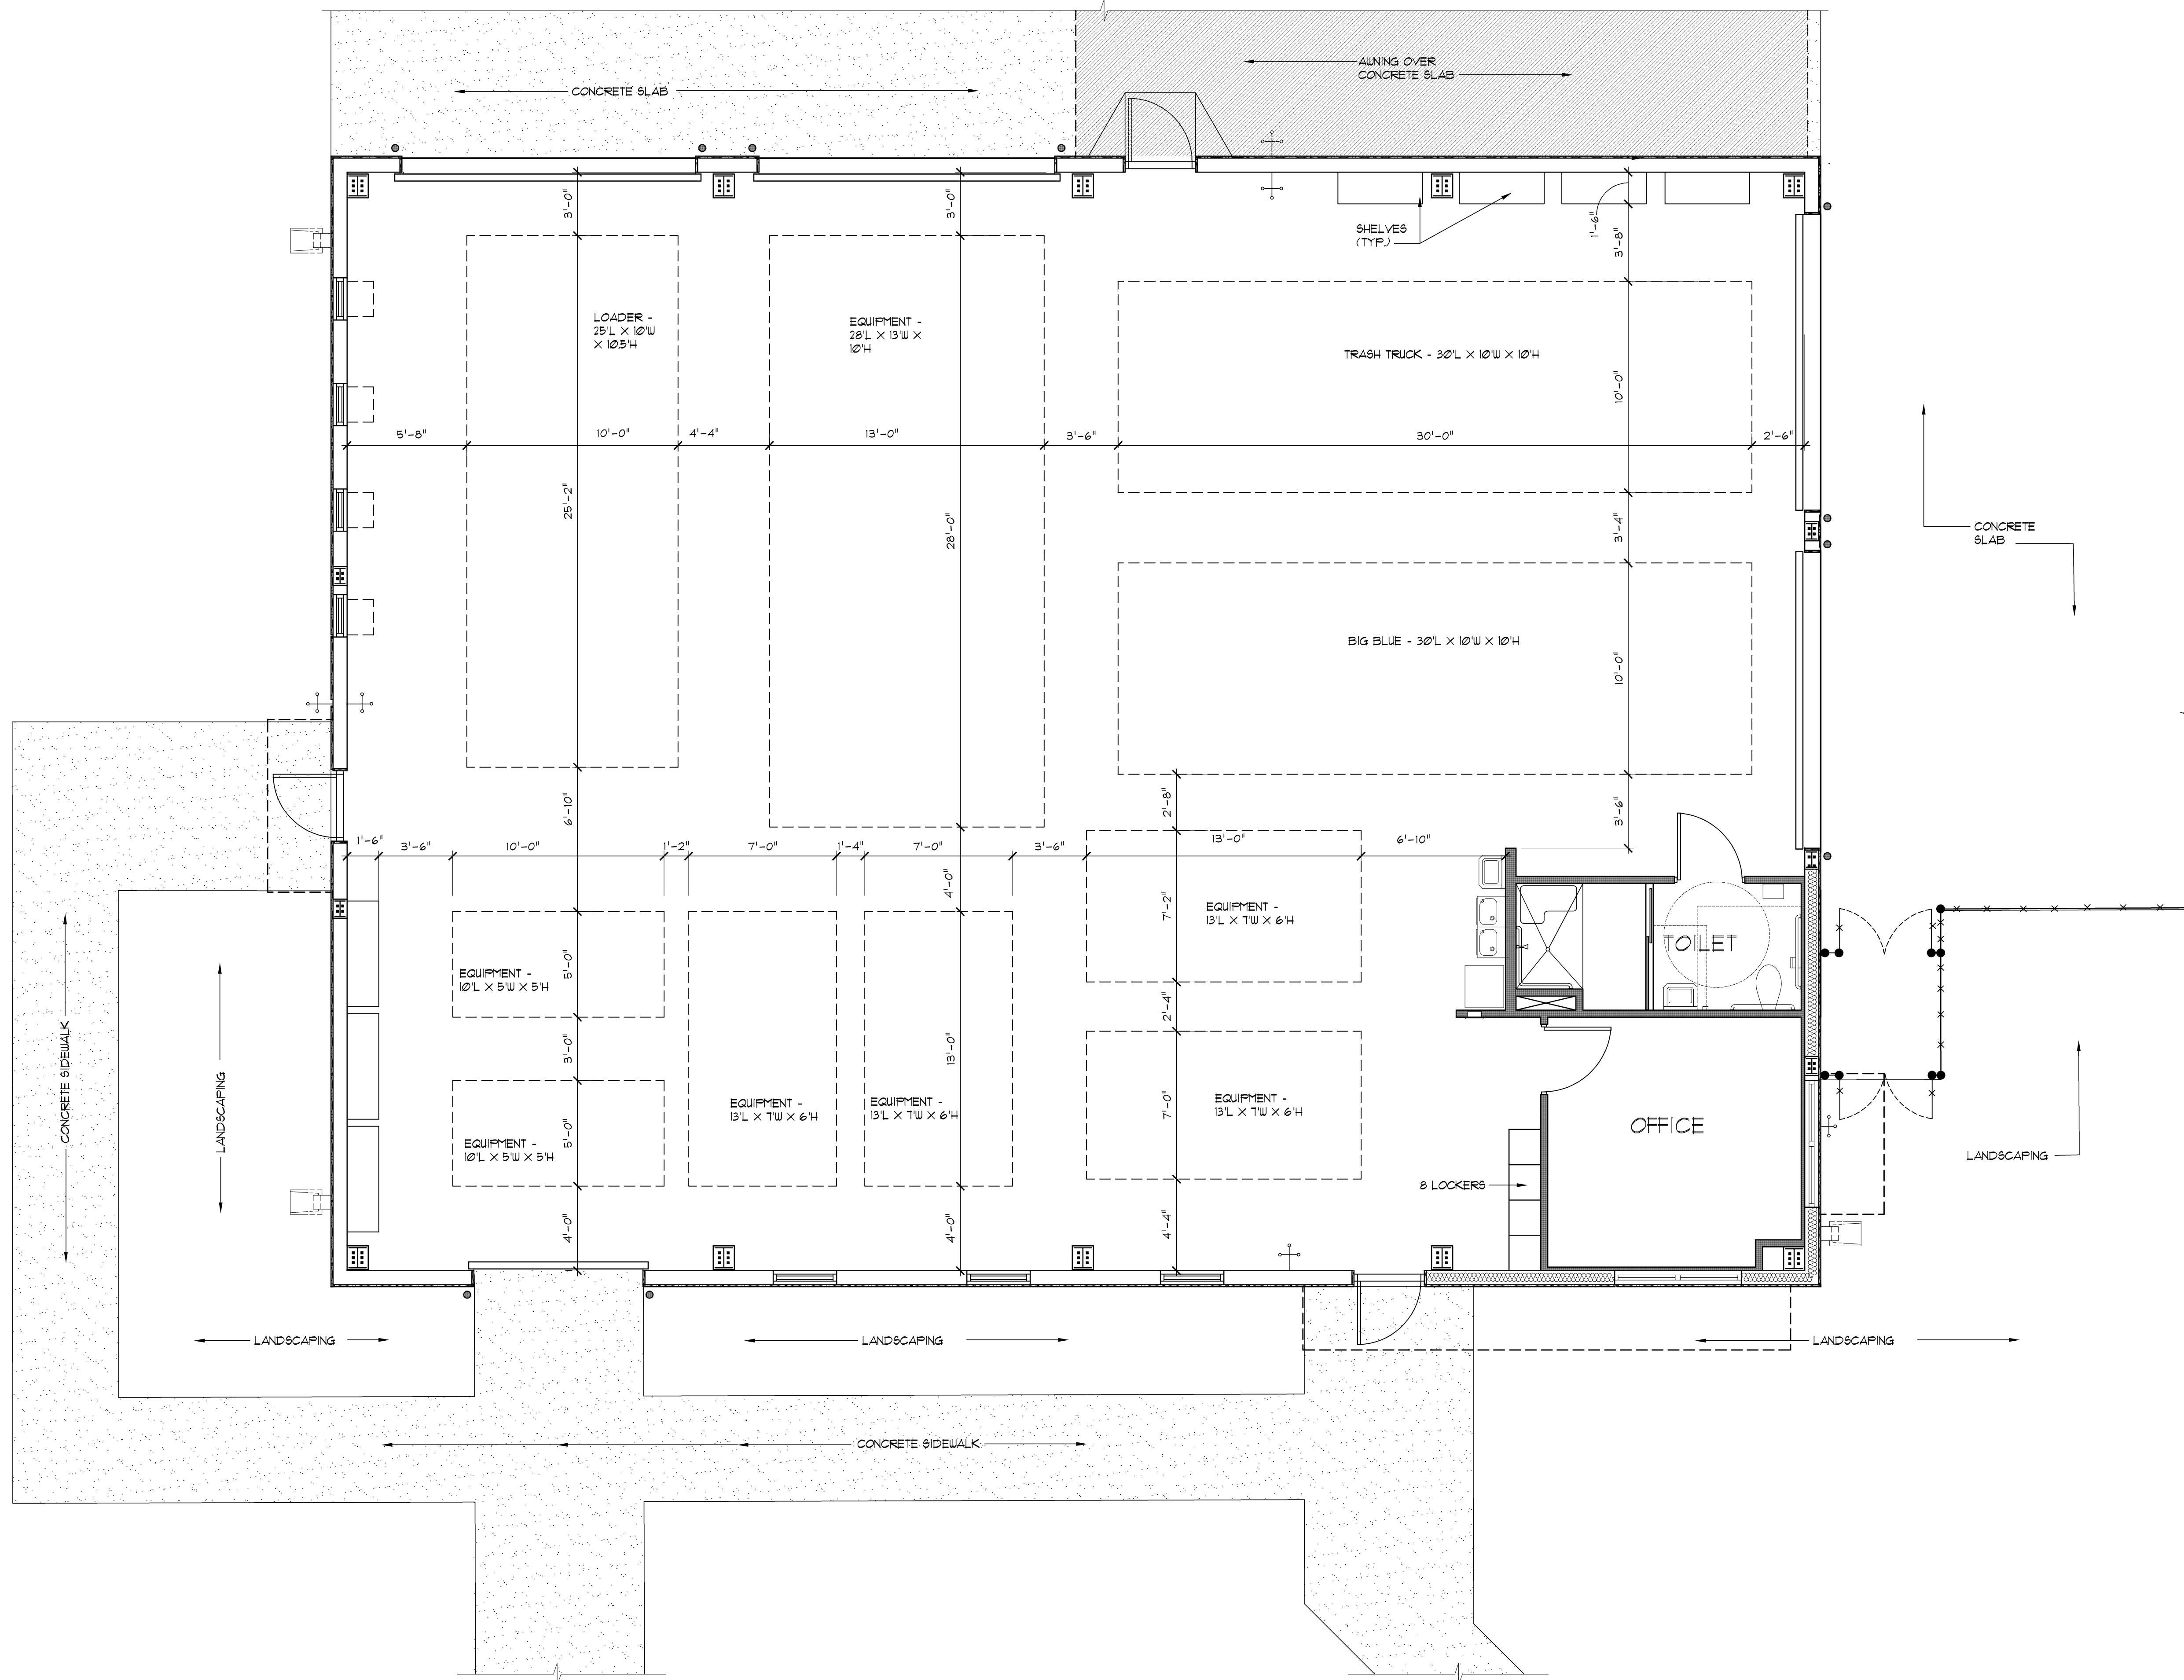 AWNING OVER
CONCRETE SLAB
CONCRETE SLAB
3'-0"
3'-0"
SHELVES
(TYP.)
1'-6"
3'-8"
LOADER -
25'L X 10'W
X 10.5'H
EQUIPMENT -
28'L X 13'W X
10'H
TRASH TRUCK - 30'L X 10'W X 10'H
10'-0"
5'-8"
10'-0"
4'-4"
13'-0"
3'-6"
30'-0"
2'-6"
25'-2"
28'-0"
3'-4"
CONCRETE
SLAB
BIG BLUE - 30'L X 10'W X 10'H
10'-0"
6'-10"
2'-8"
3'-6"
1'-6"
3'-6"
10'-0"
1'-2"
7'-0"
1'-4"
7'-0"
3'-6"
13'-0"
6'-10"
4'-0"
7'-2"
EQUIPMENT -
13'L X 7'W X 6'H
TOILET
EQUIPMENT -
10'L X 5'W X 5'H
5'-0"
2'-4"
3'-0"
13'-0"
CONCRETE SIDEWALK
LANDSCAPING
EQUIPMENT -
13'L X 7'W X 6'H
EQUIPMENT -
13'L X 7'W X 6'H
EQUIPMENT -
13'L X 7'W X 6'H
7'-0"
OFFICE
EQUIPMENT -
10'L X 5'W X 5'H
5'-0"
LANDSCAPING
8 LOCKERS
4'-0"
4'-0"
4'-4"
LANDSCAPING
LANDSCAPING
LANDSCAPING
CONCRETE SIDEWALK